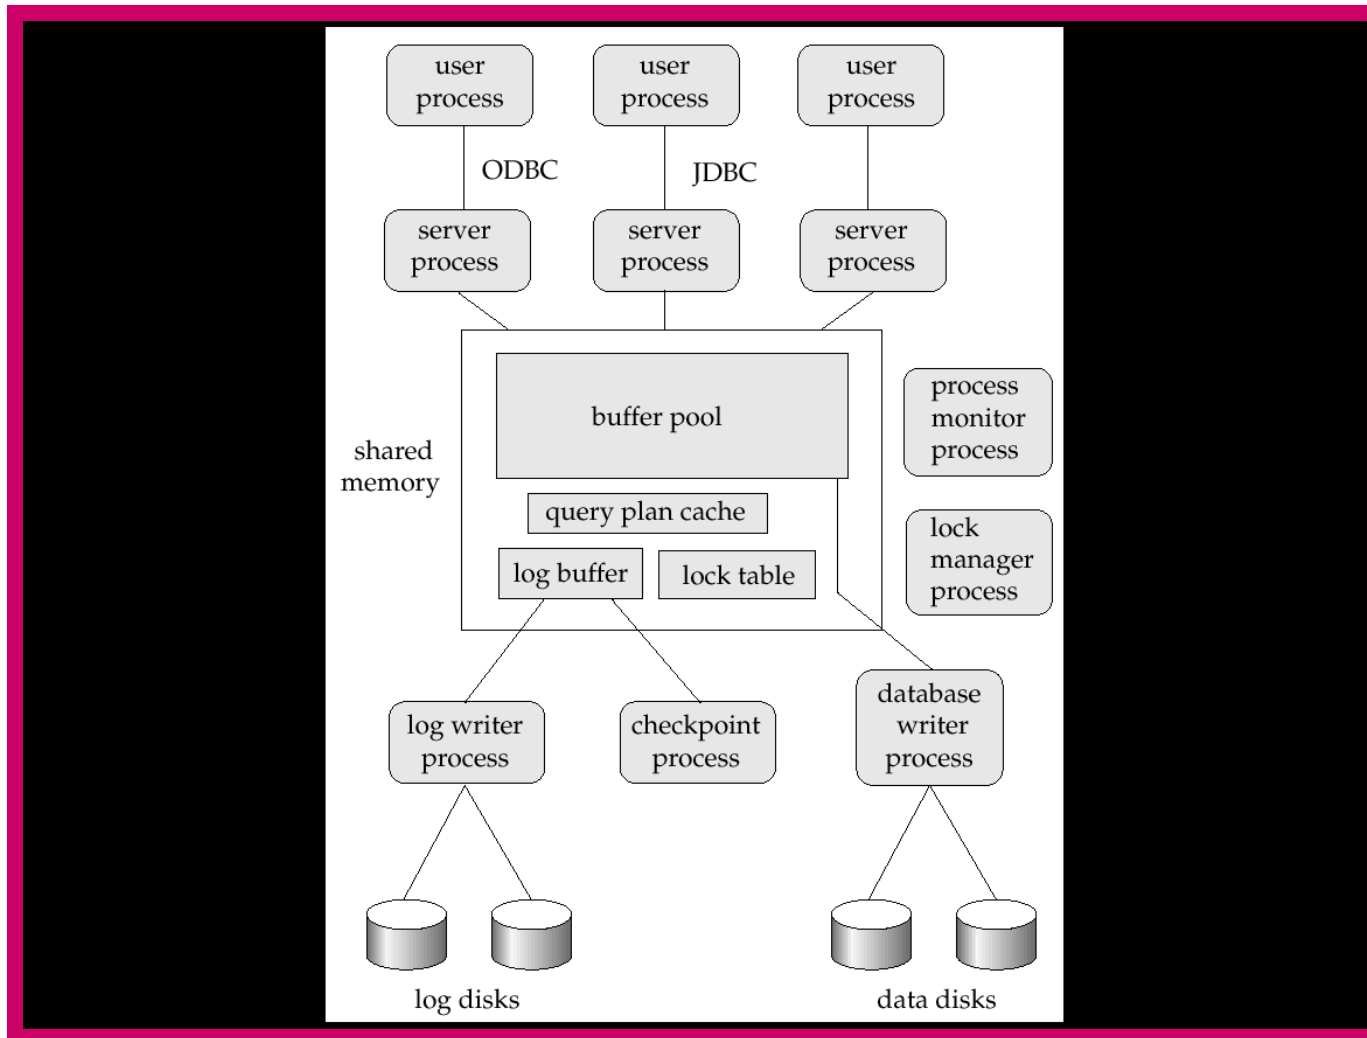 user
process
user
process
user
process
ODBC
JDBC
server
process
server
process
server
process
buffer pool
shared
memory
process
monitor
process
query plan cache
lock
manager
process
log buffer
lock table
log writer
process
checkpoint
process
database
writer
process
log disks
data disks